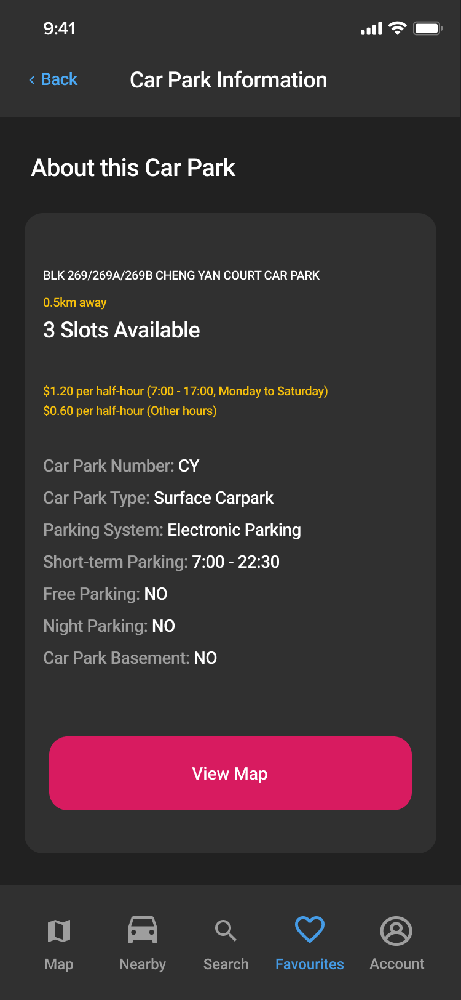 9:41
Back
Car Park Information
About this Car Park
BLK 269/269A/269B CHENG YAN COURT CAR PARK
0.5km away
3 Slots Available
$1.20 per half-hour (7:00 - 17:00, Monday to Saturday)
$0.60 per half-hour (Other hours)
Car Park Number: CY
Car Park Type: Surface Carpark
Parking System: Electronic Parking
Short-term Parking: 7:00 - 22:30
Free Parking: NO
Night Parking: NO
Car Park Basement: NO
View Map
Map
Nearby
Search
Favourites
Account